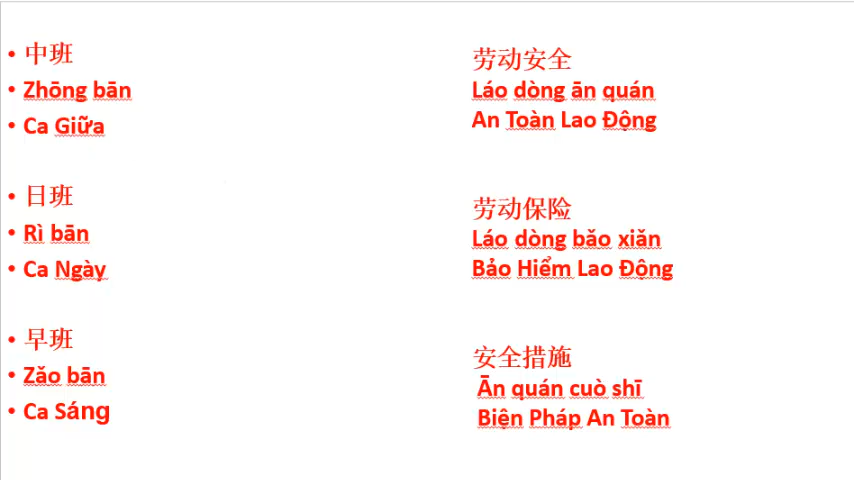 • 中班
• Zhōng bān
• Ca Giữa
• 日班
• Rì bān
• Ca Ngày
• 早班
• Zǎo bān
• Ca Sáng
劳动安全
Láo dòng ān quán
An Toàn Lao Động
劳动保险
Láo dòng bǎo xiǎn
Bảo Hiểm Lao Động
安全措施
Ān quán cuò shī
Biện Pháp An Toàn